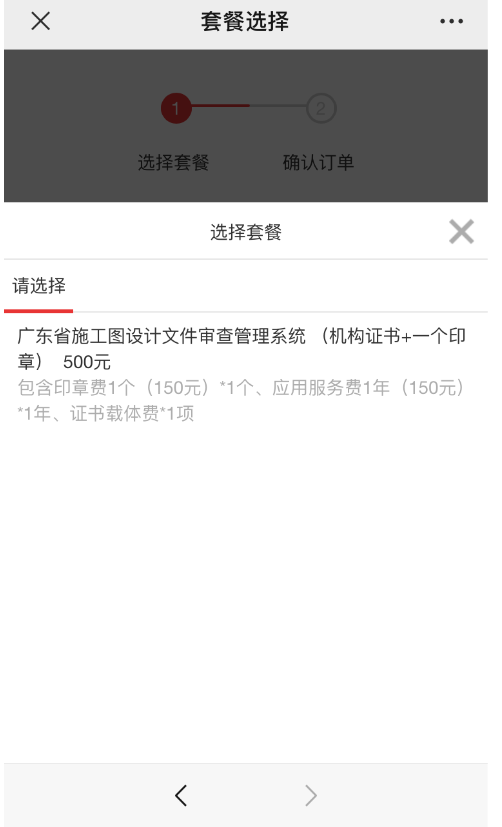 套餐选择
1
2
选择套餐
确认订单
选择套餐
请选择
广东省施工图设计文件审查管理系统 （机构证书+一个印
章） 500元
包含印章费1个（150元）*1个、应用服务费1年（150元）
*1年、证书载体费*1项